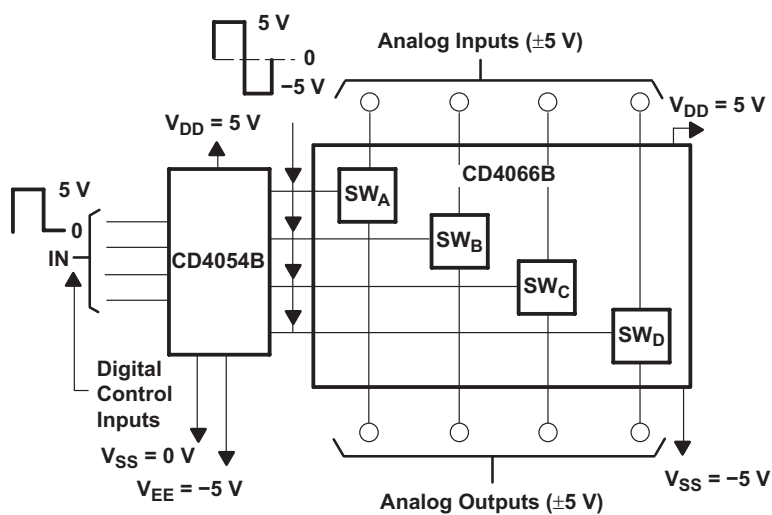 5 V
0
−5 V
Analog Inputs (±5 V)
V_DD = 5 V
V_DD = 5 V
5 V
0
IN
CD4054B
CD4066B
SW_A
SW_B
SW_C
SW_D
Digital
Control
Inputs
V_SS = 0 V
V_EE = −5 V
V_SS = −5 V
Analog Outputs (±5 V)